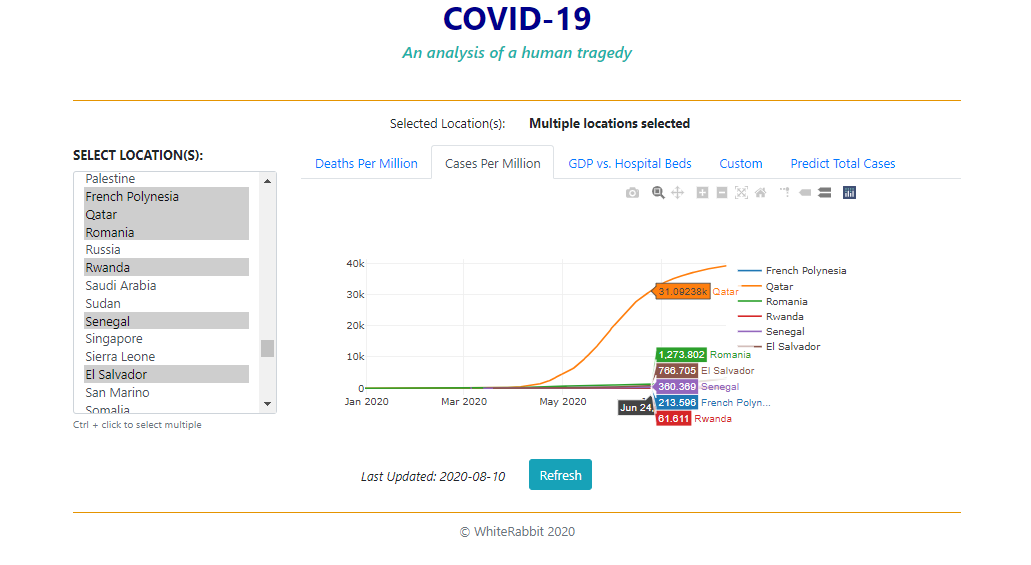 COVID-19
An analysis of a human tragedy
Selected Location(s): Multiple locations selected
SELECT LOCATION(S):
Palestine
French Polynesia
Qatar
Romania
Russia
Rwanda
Saudi Arabia
Sudan
Senegal
Singapore
Sierra Leone
El Salvador
San Marino
Somalia
Ctrl + click to select multiple
Deaths Per Million Cases Per Million GDP vs. Hospital Beds Custom Predict Total Cases
40k
30k
20k
10k
0
Jan 2020 Mar 2020 May 2020
Jun 24,
31.09238k Qatar
1,273.802 Romania
766.705 El Salvador
360.369 Senegal
213.596 French Polyn...
61.611 Rwanda
French Polynesia
Qatar
Romania
Rwanda
Senegal
El Salvador
Last Updated: 2020-08-10 Refresh
© WhiteRabbit 2020